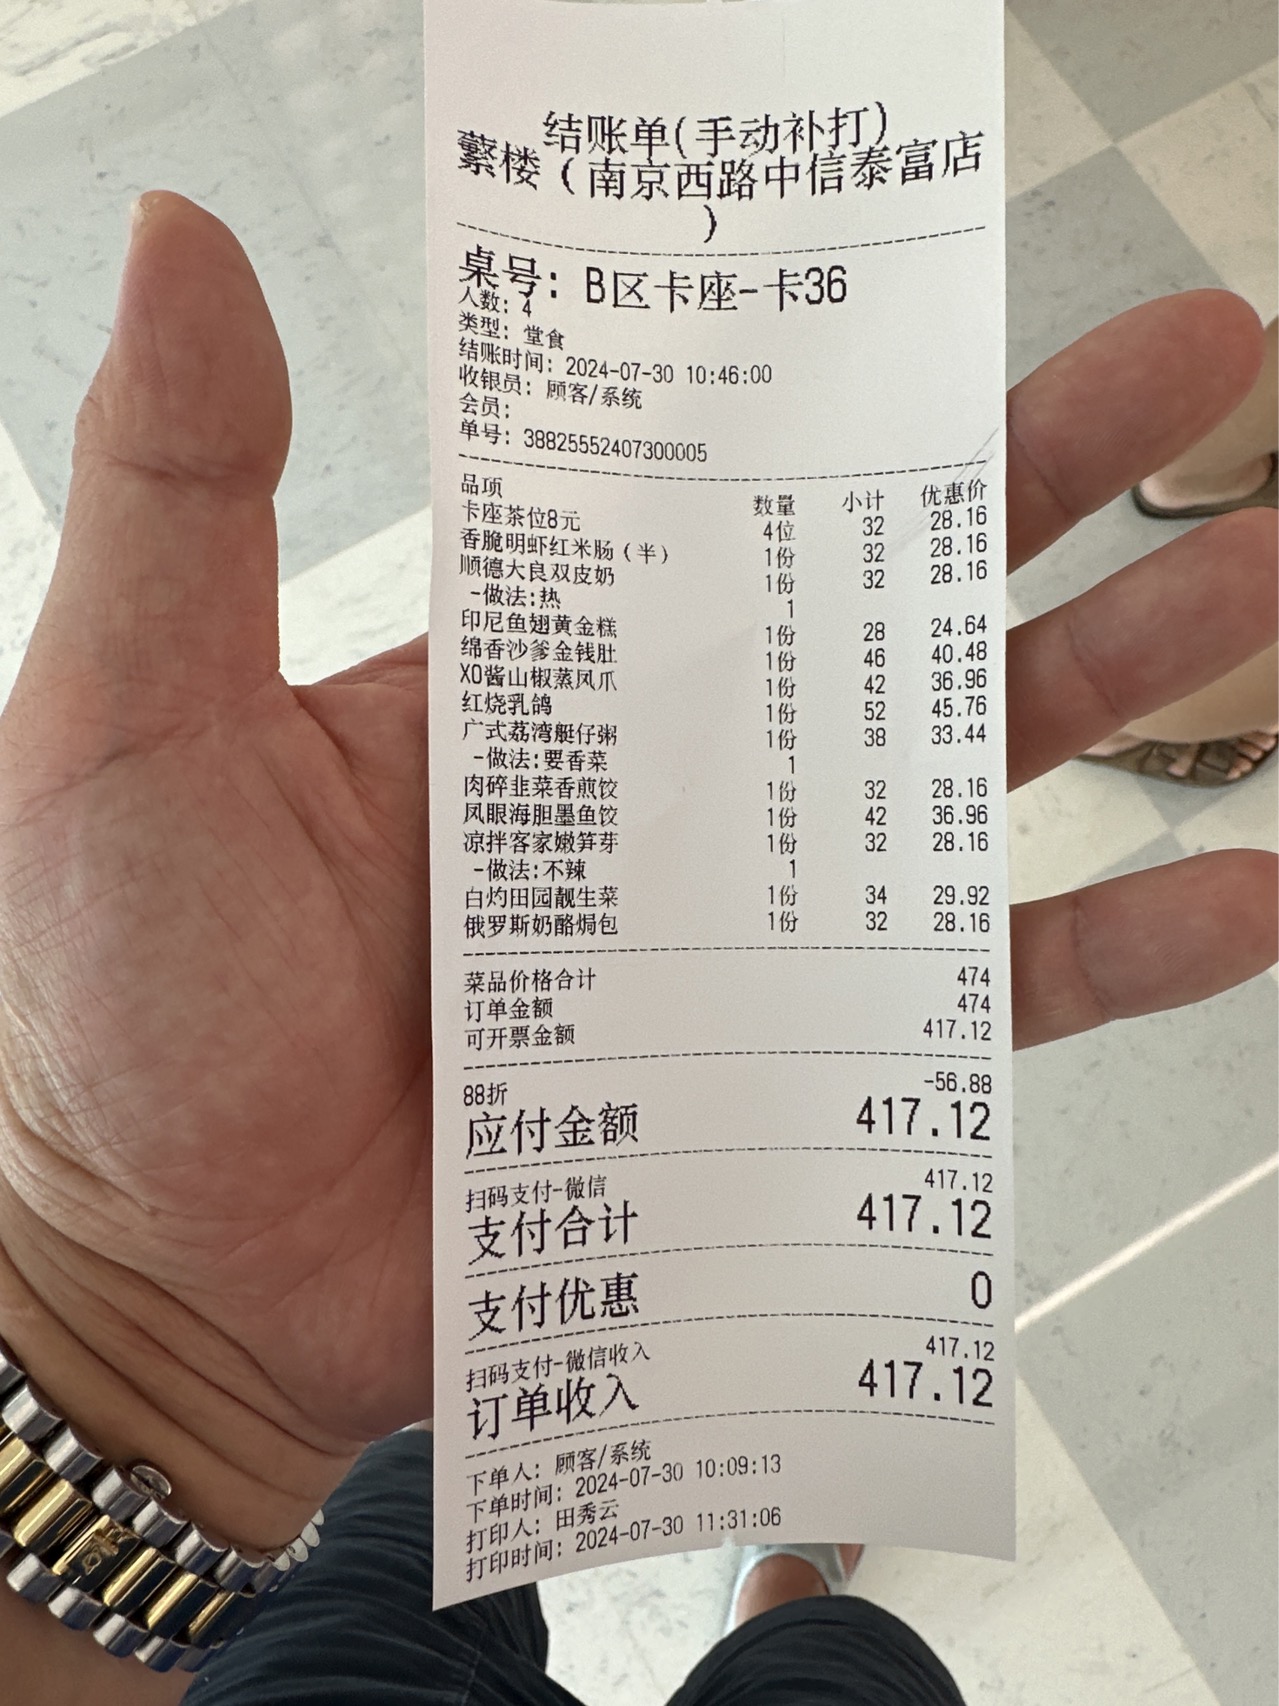 结账单(手动补打)
蘩楼（南京西路中信泰富店
）
桌号: B区卡座-卡36
人数: 4
类型: 堂食
结账时间: 2024-07-30 10:46:00
收银员: 顾客/系统
会员:
单号: 38825552407300005
品项 数量 小计 优惠价
卡座茶位8元 4位 32 28.16
香脆明虾红米肠（半） 1份 32 28.16
顺德大良双皮奶 1份 32 28.16
-做法:热 1
印尼鱼翅黄金糕 1份 28 24.64
绵香沙爹金钱肚 1份 46 40.48
XO酱山椒蒸凤爪 1份 42 36.96
红烧乳鸽 1份 52 45.76
广式荔湾艇仔粥 1份 38 33.44
-做法:要香菜 1
肉碎韭菜香煎饺 1份 32 28.16
凤眼海胆墨鱼饺 1份 42 36.96
凉拌客家嫩笋芽 1份 32 28.16
-做法:不辣 1
白灼田园靓生菜 1份 34 29.92
俄罗斯奶酪焗包 1份 32 28.16
菜品价格合计 474
订单金额 474
可开票金额 417.12
88折 -56.88
应付金额 417.12
扫码支付-微信 417.12
支付合计 417.12
支付优惠 0
扫码支付-微信收入 417.12
订单收入 417.12
下单人: 顾客/系统
下单时间: 2024-07-30 10:09:13
打印人: 田秀云
打印时间: 2024-07-30 11:31:06